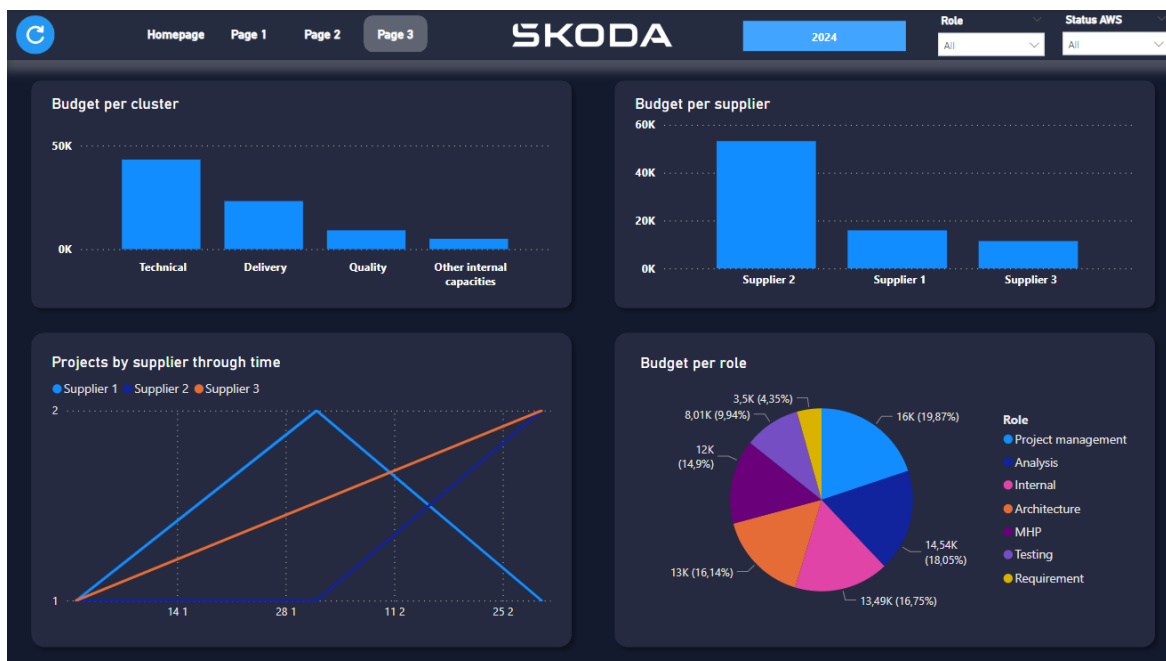 Homepage
Page 1
Page 2
Page 3
SKODA
2024
Role
All
Status AWS
All
Budget per cluster
50K
0K
Technical
Delivery
Quality
Other internal
capacities
Budget per supplier
60K
40K
20K
0K
Supplier 2
Supplier 1
Supplier 3
Projects by supplier through time
Supplier 1 Supplier 2 Supplier 3
2
1
14 1
28 1
11 2
25 2
Budget per role
3,5K (4,35%)
8,01K (9,94%)
12K
(14,9%)
13K (16,14%)
16K (19,87%)
14,54K
(18,05%)
13,49K (16,75%)
Role
Project management
Analysis
Internal
Architecture
MHP
Testing
Requirement